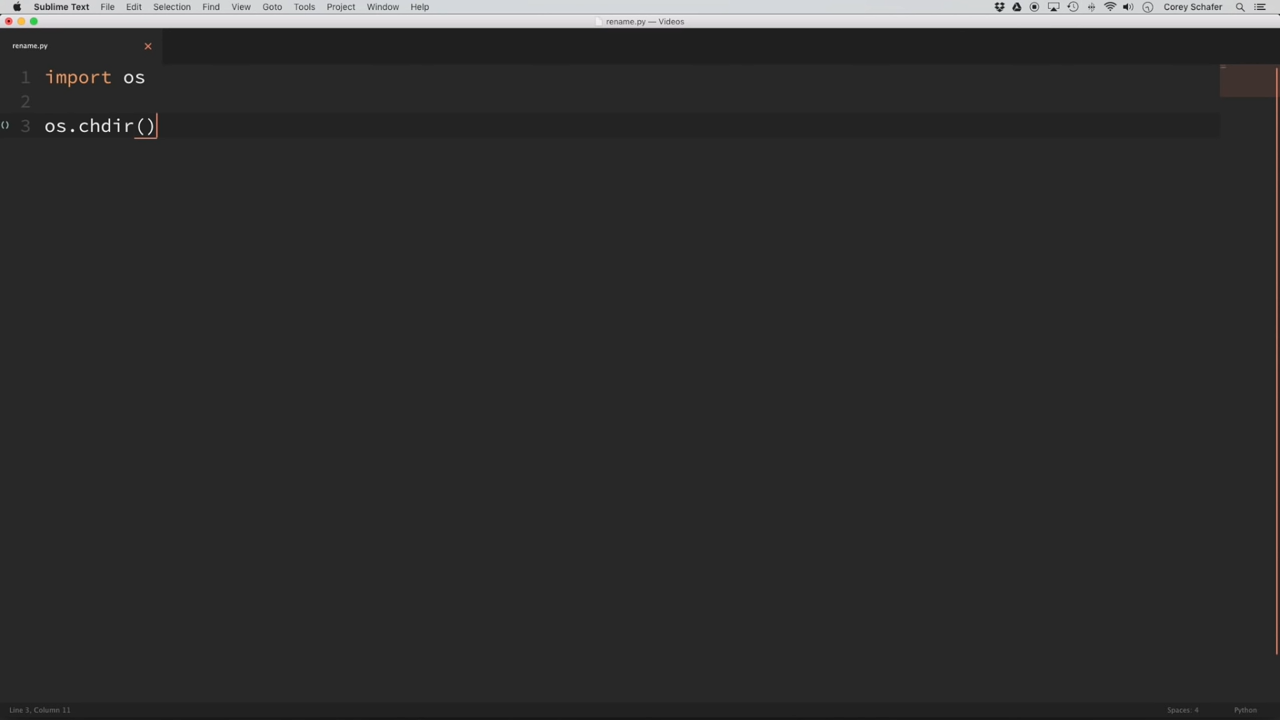 Sublime Text File Edit Selection Find View Goto Tools Project Window Help Corey Schafer
rename.py — Videos
rename.py
1 import os
2
3 os.chdir()
Line 3, Column 11 Spaces: 4 Python